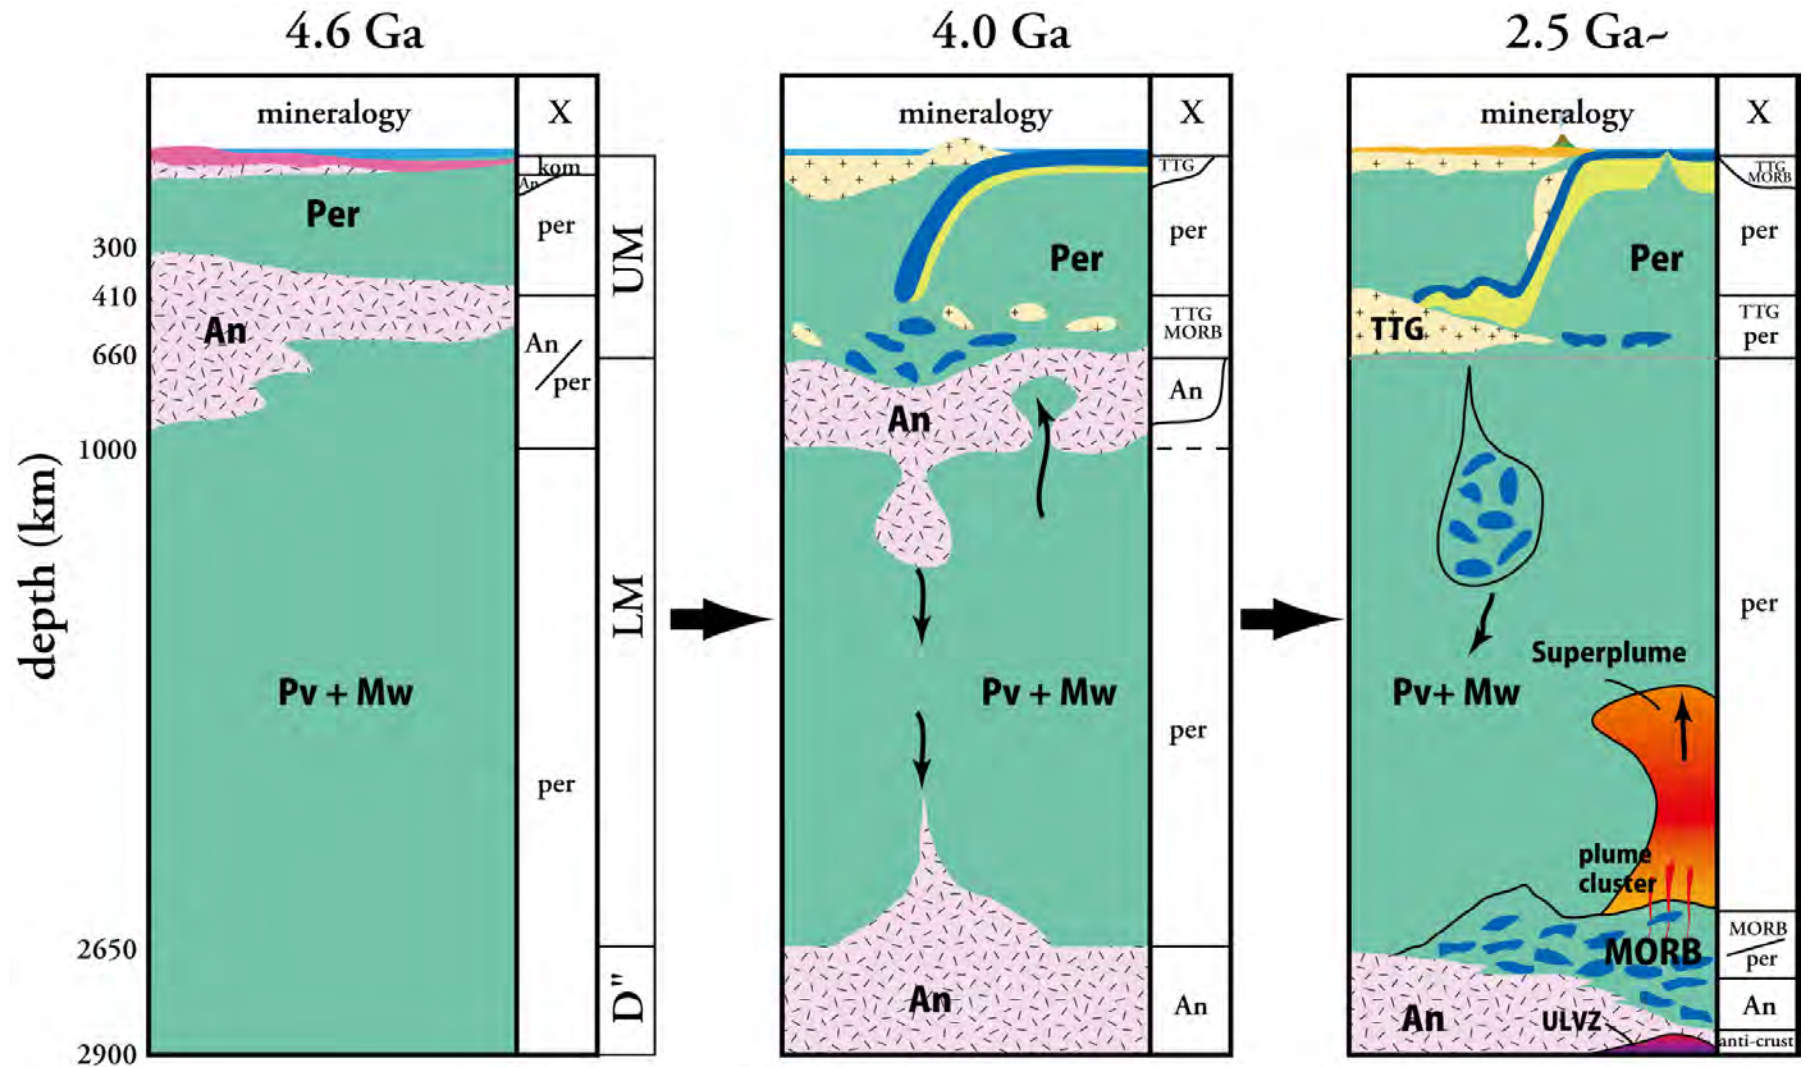 4.6 Ga
4.0 Ga
2.5 Ga~
depth (km)
300
410
660
1000
2650
2900
mineralogy
X
Per
An
Pv + Mw
kom
An
per
An
per
per
UM
LM
D"
mineralogy
X
Per
An
Pv + Mw
An
TTG
per
TTG
MORB
An
per
An
mineralogy
X
Per
TTG
Superplume
Pv+ Mw
plume
cluster
MORB
An
ULVZ
TTG
MORB
per
TTG
per
per
MORB
per
An
anti-crust